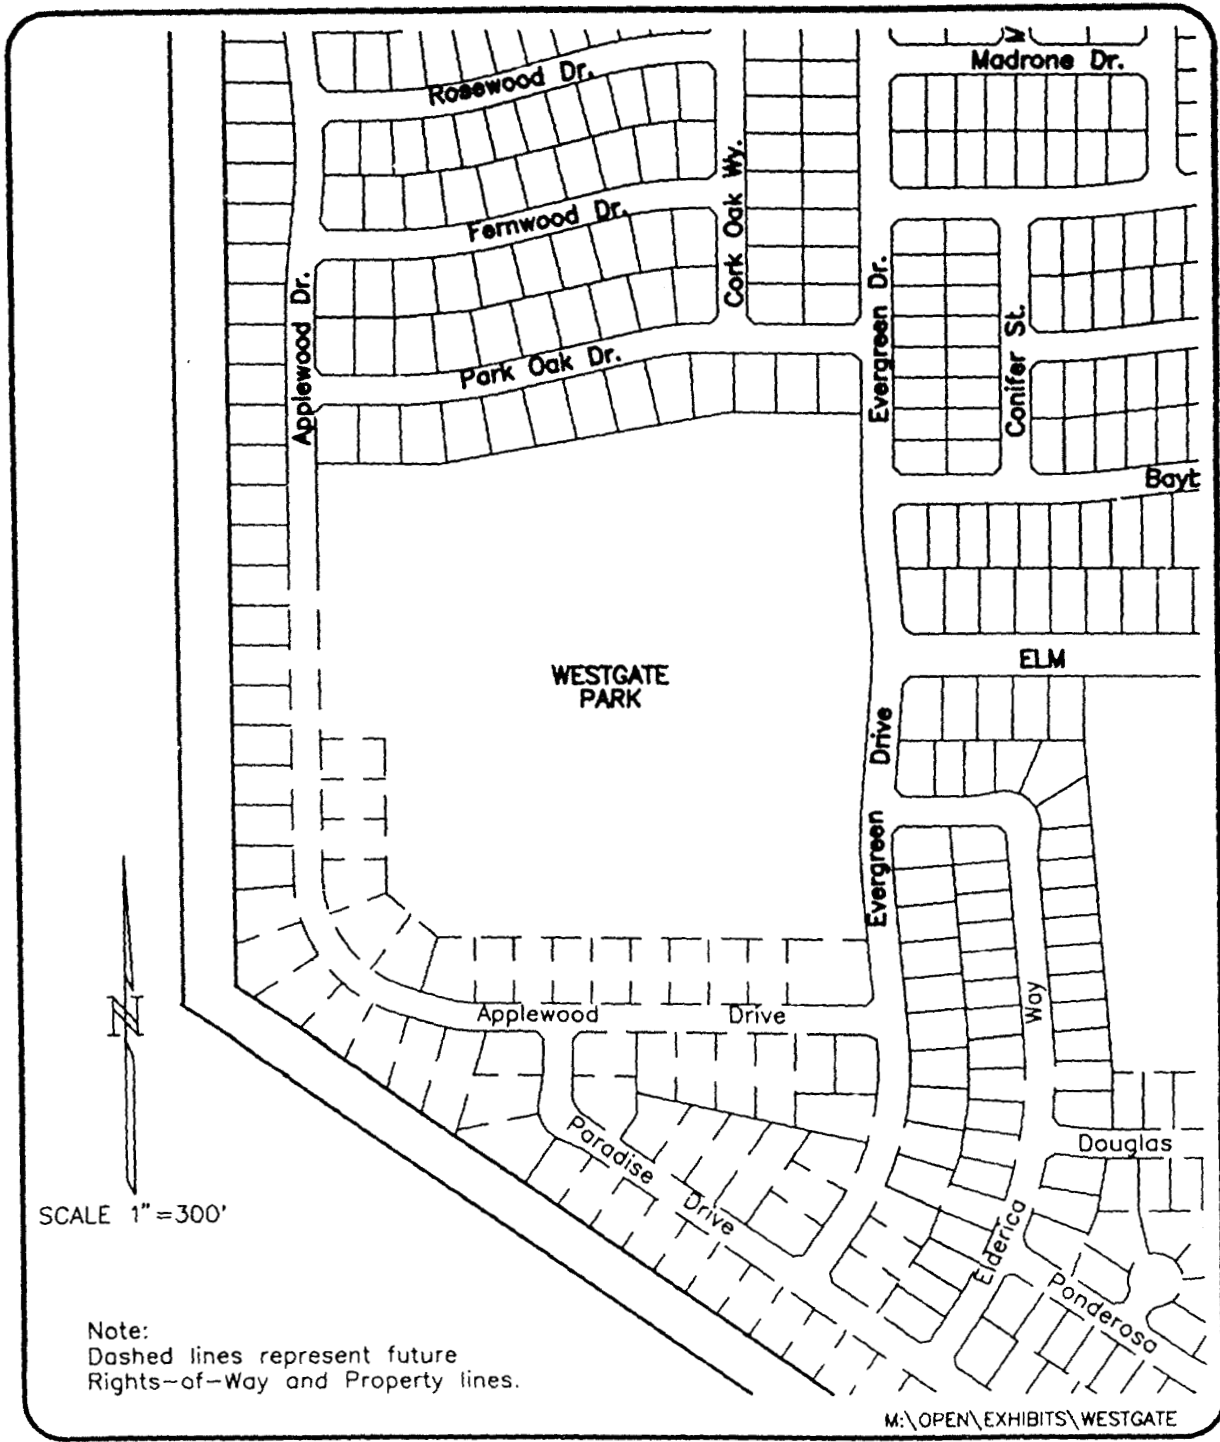 M
Madrone Dr.
Rosewood Dr.
Cork Oak Wy.
Fernwood Dr.
Evergreen Dr.
Applewood Dr.
Conifer St.
Park Oak Dr.
Bayt
ELM
WESTGATE
PARK
Drive
Evergreen
Way
Applewood Drive
N
Paradise
Drive
Douglas
Elderica
Ponderosa
SCALE 1"=300'
Note:
Dashed lines represent future
Rights-of-Way and Property lines.
M:\OPEN\EXHIBITS\WESTGATE